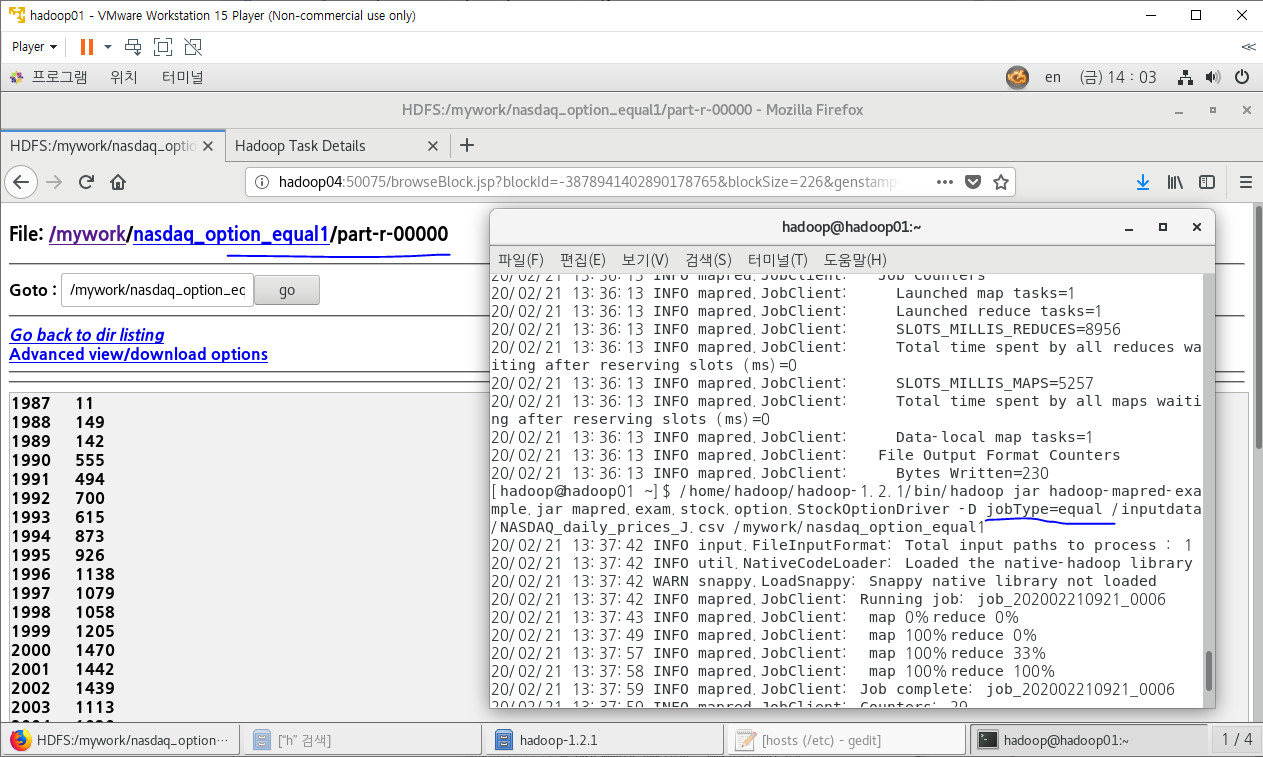 hadoop01 - VMware Workstation 15 Player (Non-commercial use only)
Player
프로그램 위치 터미널 en (금) 14 : 03
HDFS:/mywork/nasdaq_option_equal1/part-r-00000 - Mozilla Firefox
HDFS:/mywork/nasdaq_optio Hadoop Task Details
hadoop04:50075/browseBlock.jsp?blockId=-3878941402890178765&blockSize=226&genstamp
File: /mywork/nasdaq_option_equal1/part-r-00000
Goto : /mywork/nasdaq_option_eq go
Go back to dir listing
Advanced view/download options
1987 11
1988 149
1989 142
1990 555
1991 494
1992 700
1993 615
1994 873
1995 926
1996 1138
1997 1079
1998 1058
1999 1205
2000 1470
2001 1442
2002 1439
2003 1113
hadoop@hadoop01:~
파일(F) 편집(E) 보기(V) 검색(S) 터미널(T) 도움말(H)
20/02/21 13:36:13 INFO mapred.JobClient: Job Counters
20/02/21 13:36:13 INFO mapred.JobClient: Launched map tasks=1
20/02/21 13:36:13 INFO mapred.JobClient: Launched reduce tasks=1
20/02/21 13:36:13 INFO mapred.JobClient: SLOTS_MILLIS_REDUCES=8956
20/02/21 13:36:13 INFO mapred.JobClient: Total time spent by all reduces wa
iting after reserving slots (ms)=0
20/02/21 13:36:13 INFO mapred.JobClient: SLOTS_MILLIS_MAPS=5257
20/02/21 13:36:13 INFO mapred.JobClient: Total time spent by all maps waiti
ng after reserving slots (ms)=0
20/02/21 13:36:13 INFO mapred.JobClient: Data-local map tasks=1
20/02/21 13:36:13 INFO mapred.JobClient: File Output Format Counters
20/02/21 13:36:13 INFO mapred.JobClient: Bytes Written=230
[hadoop@hadoop01 ~]$ /home/hadoop/hadoop-1.2.1/bin/hadoop jar hadoop-mapred-exa
mple.jar mapred.exam.stock.option.StockOptionDriver -D jobType=equal /inputdata
/NASDAQ_daily_prices_J.csv /mywork/nasdaq_option_equal1
20/02/21 13:37:42 INFO input.FileInputFormat: Total input paths to process : 1
20/02/21 13:37:42 INFO util.NativeCodeLoader: Loaded the native-hadoop library
20/02/21 13:37:42 WARN snappy.LoadSnappy: Snappy native library not loaded
20/02/21 13:37:42 INFO mapred.JobClient: Running job: job_202002210921_0006
20/02/21 13:37:43 INFO mapred.JobClient: map 0% reduce 0%
20/02/21 13:37:49 INFO mapred.JobClient: map 100% reduce 0%
20/02/21 13:37:57 INFO mapred.JobClient: map 100% reduce 33%
20/02/21 13:37:58 INFO mapred.JobClient: map 100% reduce 100%
20/02/21 13:37:59 INFO mapred.JobClient: Job complete: job_202002210921_0006
20/02/21 13:37:59 INFO mapred.JobClient: Counters: 29
HDFS:/mywork/nasdaq_option… ["h" 검색] hadoop-1.2.1 [hosts (/etc) - gedit] hadoop@hadoop01:~ 1 / 4